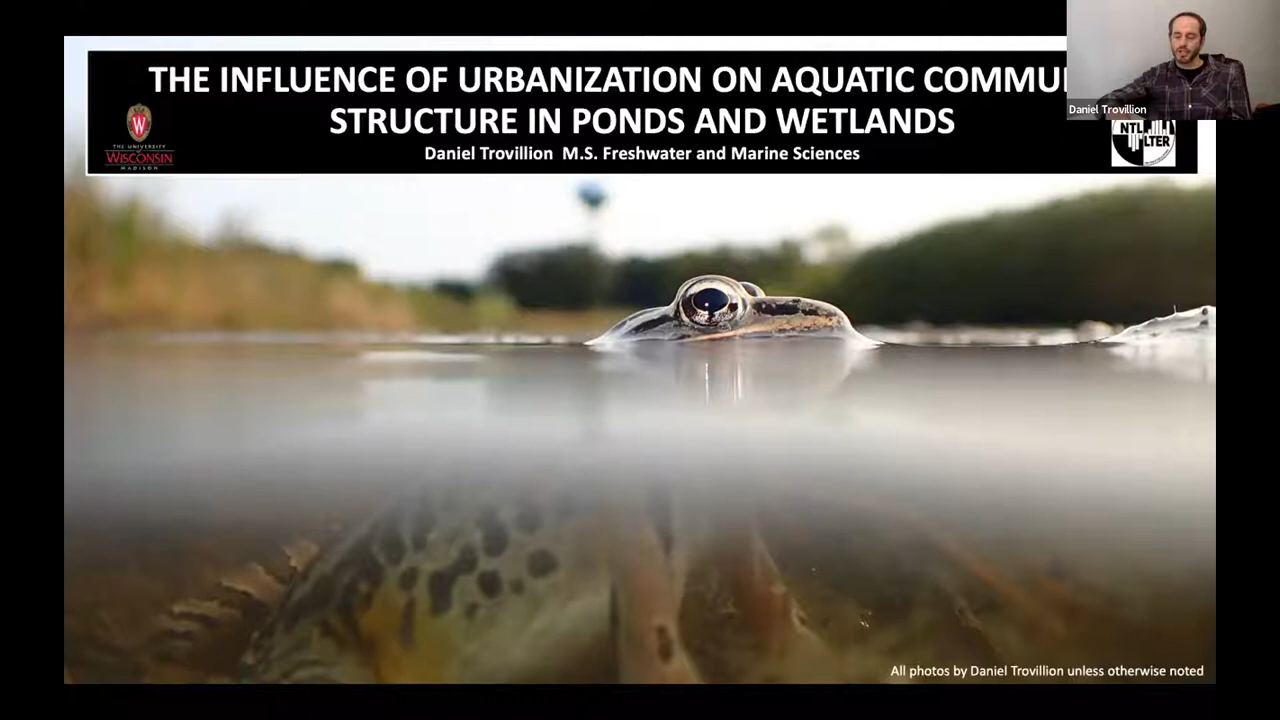 THE INFLUENCE OF URBANIZATION ON AQUATIC COMMU
STRUCTURE IN PONDS AND WETLANDS
Daniel Trovillion M.S. Freshwater and Marine Sciences
W
THE UNIVERSITY
of
WISCONSIN
MADISON
Daniel Trovillion
NTL
LTER
All photos by Daniel Trovillion unless otherwise noted